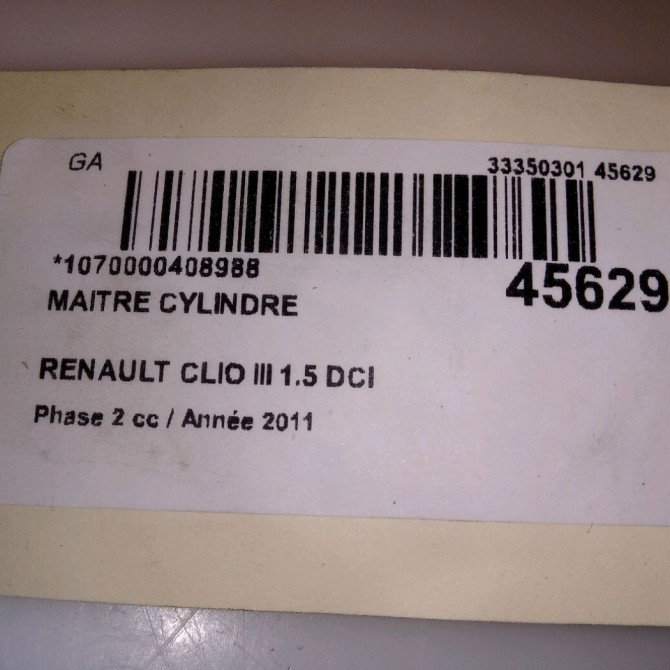 GA
33350301 45629
*1070000408988
45629
MAITRE CYLINDRE
RENAULT CLIO III 1.5 DCI
Phase 2 cc / Année 2011